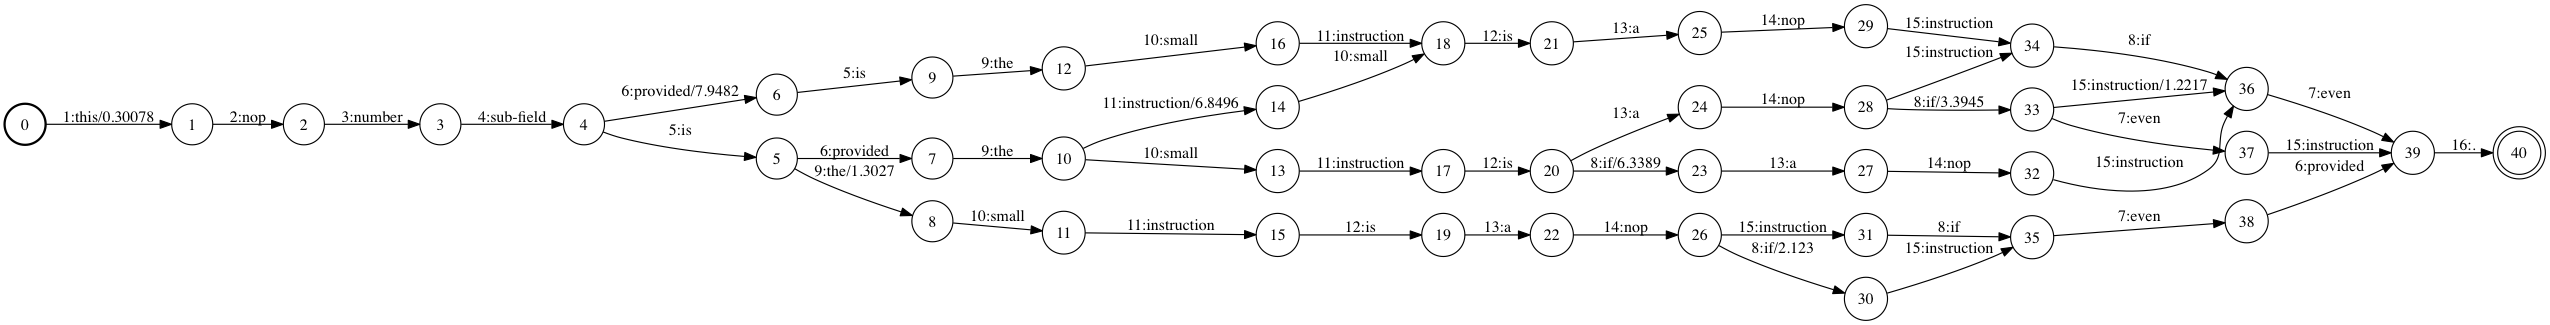 0 1:this/0.30078 1 2:nop 2 3:number 3 4:sub-field 4
6:provided/7.9482 6 5:is 9 9:the 12 10:small 16 11:instruction 18 12:is 21 13:a 25 14:nop 29 15:instruction 34 8:if 36 7:even 39 16:. 40
5:is 5 6:provided 7 9:the 10 11:instruction/6.8496 14 10:small
10:small 13 11:instruction 17 12:is 20 13:a 24 14:nop 28 15:instruction
8:if/3.3945 33 15:instruction/1.2217
7:even 37 15:instruction
8:if/6.3389 23 13:a 27 14:nop 32 15:instruction
9:the/1.3027 8 10:small 11 11:instruction 15 12:is 19 13:a 22 14:nop 26 15:instruction 31 8:if 35 7:even 38 6:provided
8:if/2.123 30 15:instruction